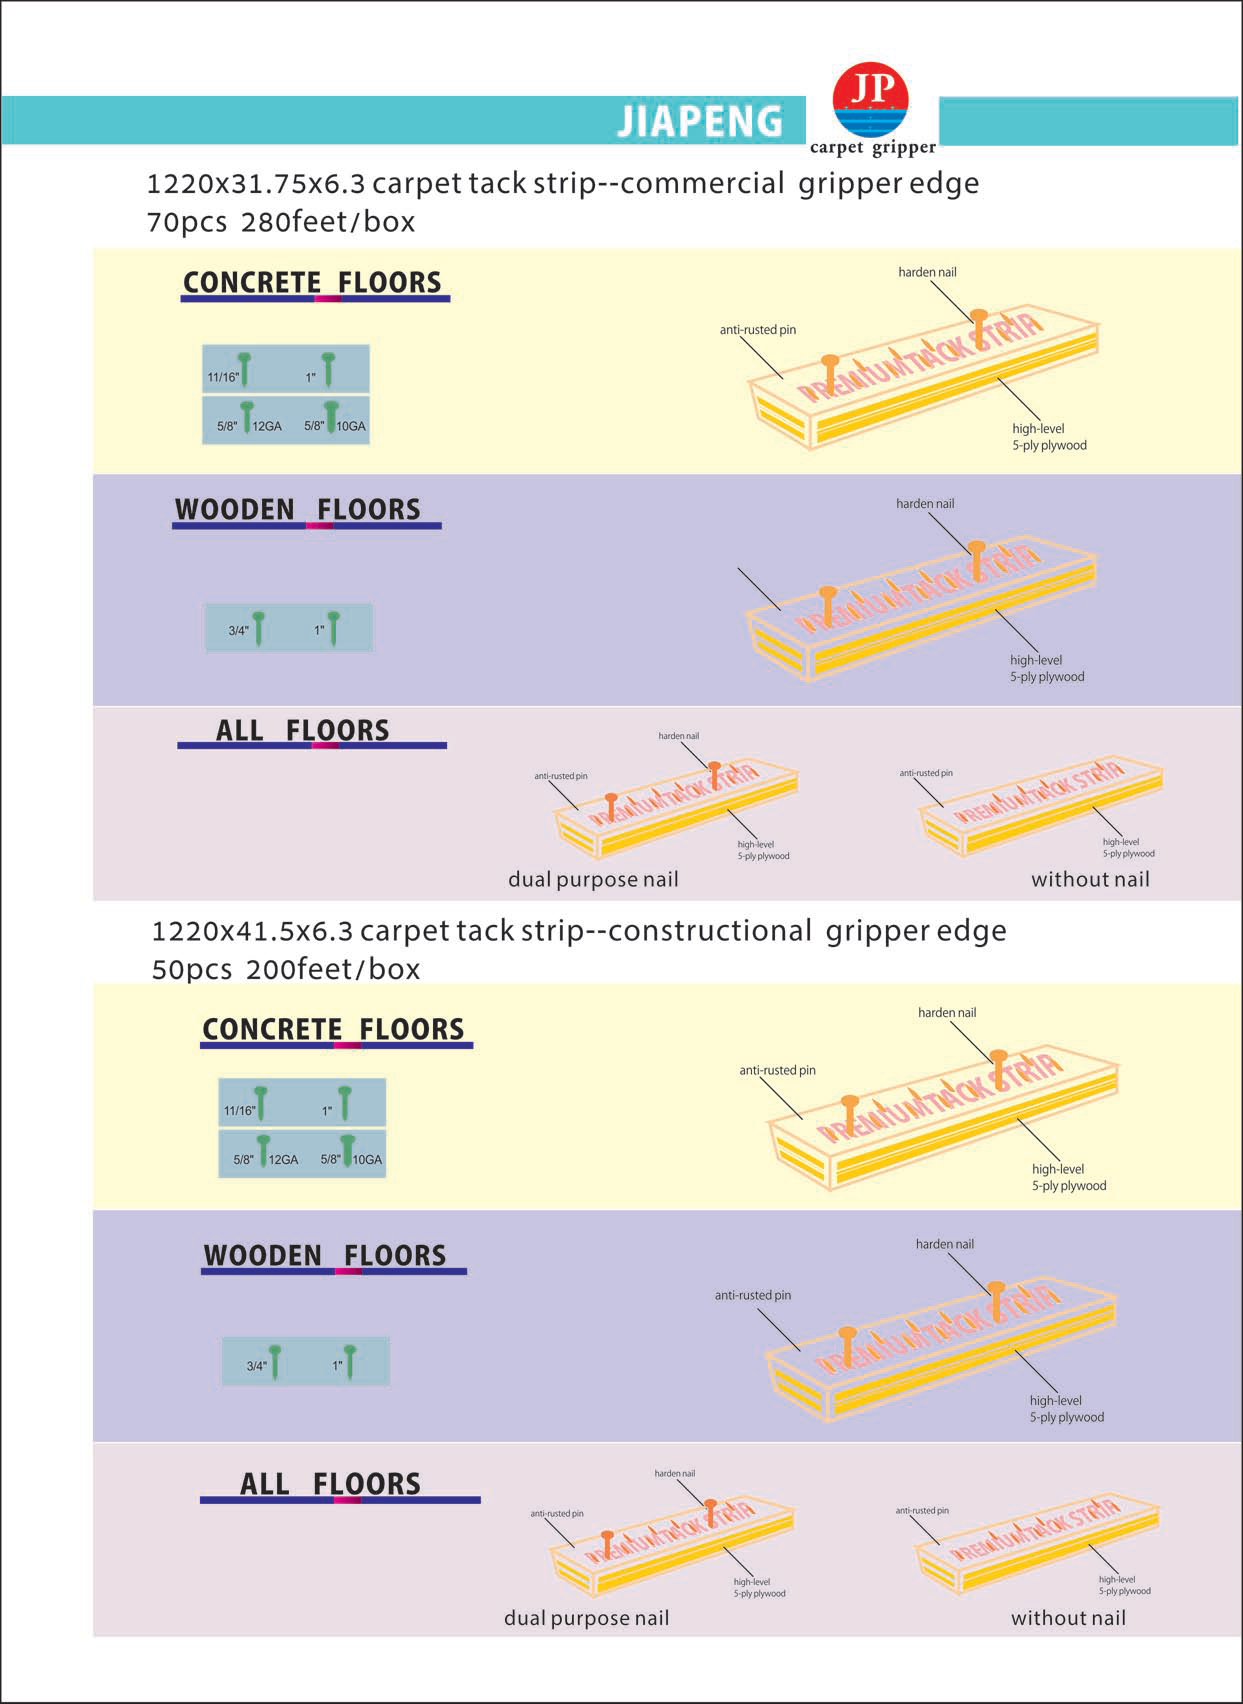 JIAPENG
JP
carpet gripper
1220x31.75x6.3 carpet tack strip--commercial gripper edge
70pcs 280feet/box
CONCRETE FLOORS
11/16" 1"
5/8" 12GA 5/8" 10GA
harden nail
anti-rusted pin
PREMIUM TACK STRIP
high-level
5-ply plywood
WOODEN FLOORS
3/4" 1"
harden nail
PREMIUM TACK STRIP
high-level
5-ply plywood
ALL FLOORS
harden nail
anti-rusted pin
PREMIUM TACK STRIP
high-level
5-ply plywood
dual purpose nail
anti-rusted pin
PREMIUM TACK STRIP
high-level
5-ply plywood
without nail
1220x41.5x6.3 carpet tack strip--constructional gripper edge
50pcs 200feet/box
CONCRETE FLOORS
11/16" 1"
5/8" 12GA 5/8" 10GA
harden nail
anti-rusted pin
PREMIUM TACK STRIP
high-level
5-ply plywood
WOODEN FLOORS
3/4" 1"
harden nail
anti-rusted pin
PREMIUM TACK STRIP
high-level
5-ply plywood
ALL FLOORS
harden nail
anti-rusted pin
PREMIUM TACK STRIP
high-level
5-ply plywood
dual purpose nail
anti-rusted pin
PREMIUM TACK STRIP
high-level
5-ply plywood
without nail